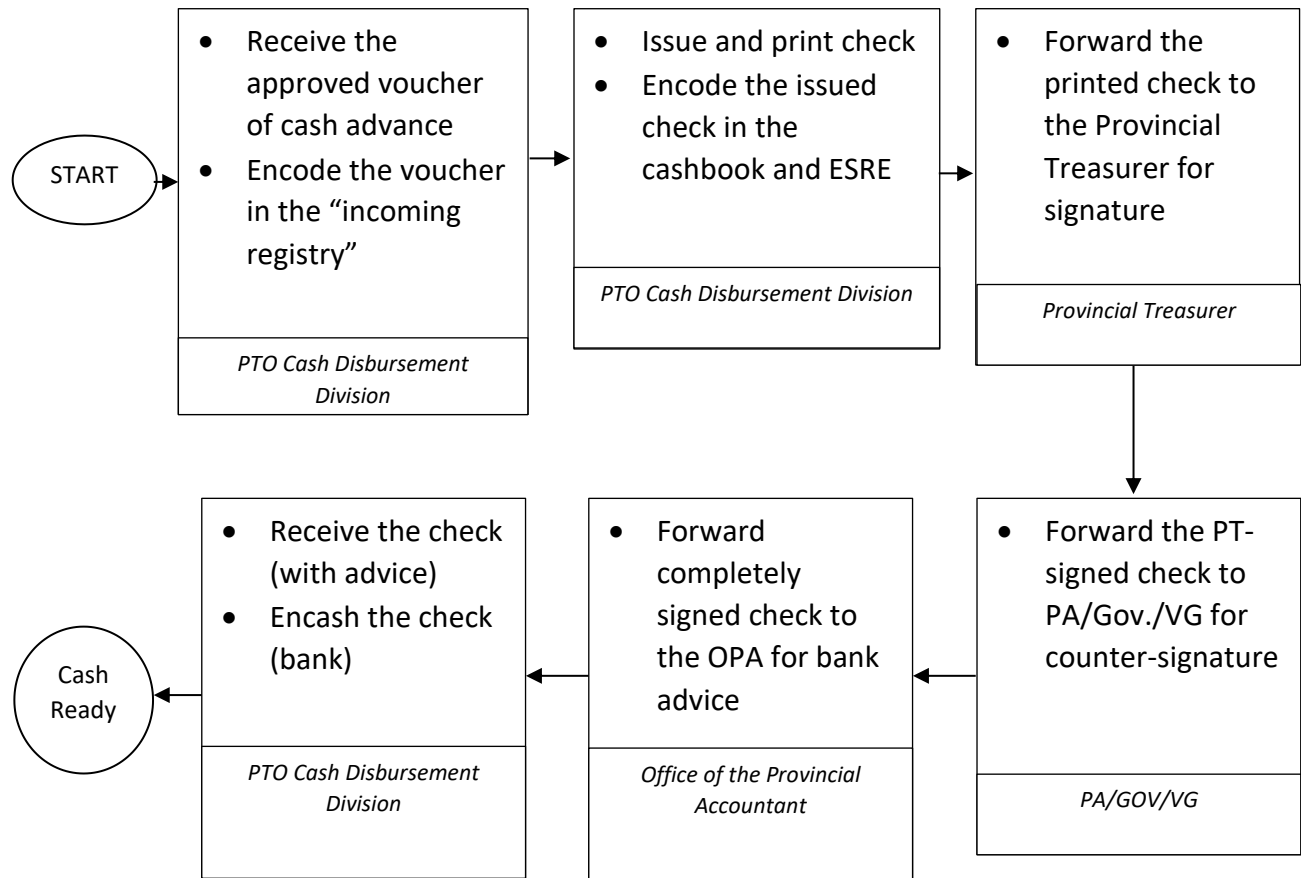 START
• Receive the
approved voucher
of cash advance
• Encode the voucher
in the “incoming
registry”
PTO Cash Disbursement
Division
• Issue and print check
• Encode the issued
check in the
cashbook and ESRE
PTO Cash Disbursement Division
• Forward the
printed check to
the Provincial
Treasurer for
signature
Provincial Treasurer
• Forward the PT-
signed check to
PA/Gov./VG for
counter-signature
PA/GOV/VG
• Forward
completely
signed check to
the OPA for bank
advice
Office of the Provincial
Accountant
• Receive the check
(with advice)
• Encash the check
(bank)
PTO Cash Disbursement
Division
Cash
Ready